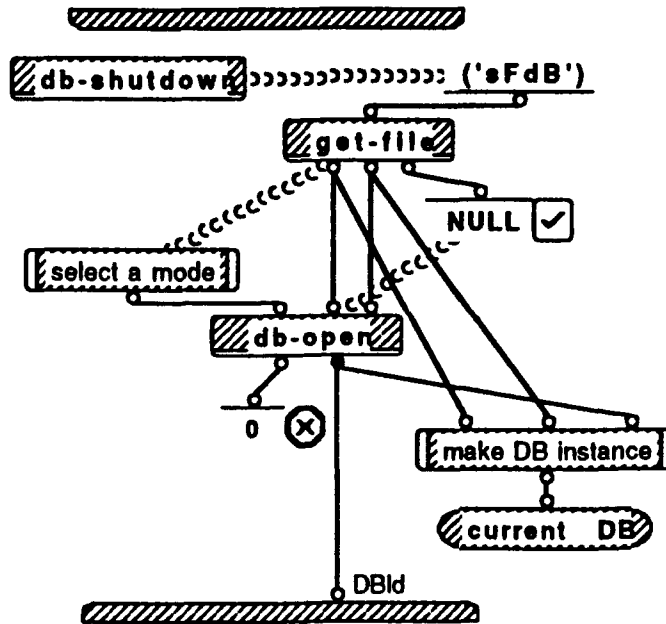 db-shutdown
('sFdB')
get-file
NULL
select a mode
db-open
0
make DB instance
current DB
DBId